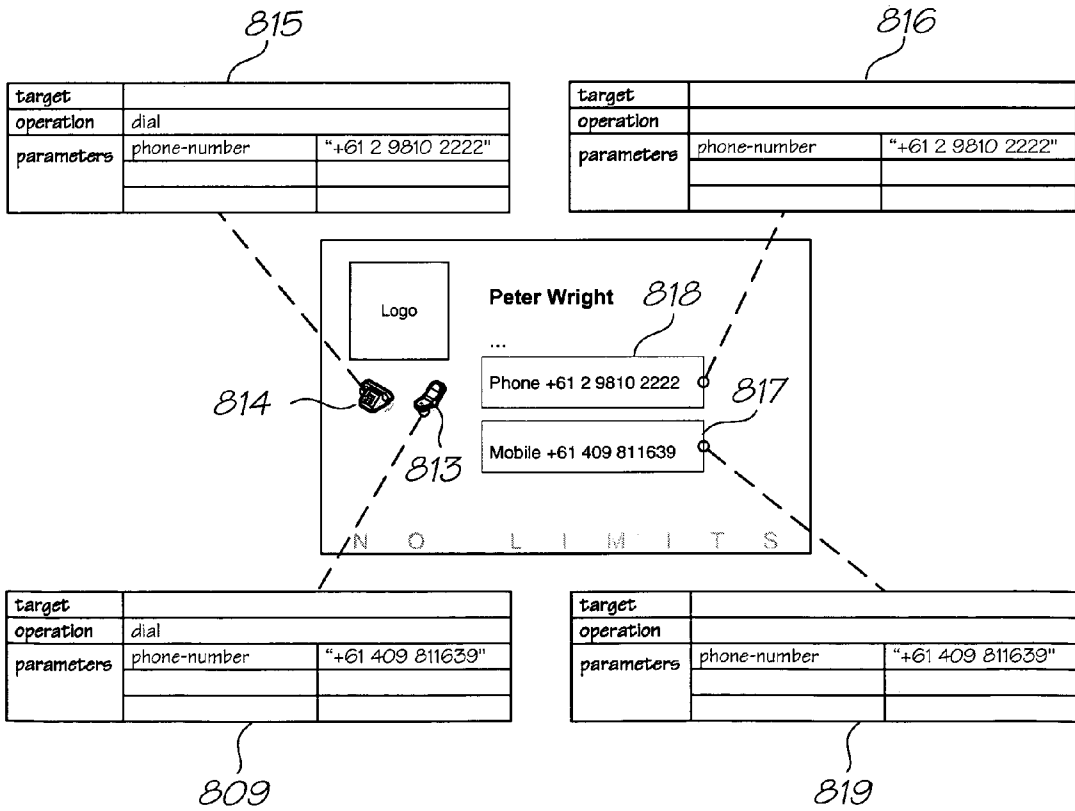 815
816
target
operation dial
parameters phone-number "+61 2 9810 2222"
target
operation
parameters phone-number "+61 2 9810 2222"
Logo
Peter Wright
...
818
Phone +61 2 9810 2222
814
813
817
Mobile +61 409 811639
NO LIMITS
target
operation dial
parameters phone-number "+61 409 811639"
target
operation
parameters phone-number "+61 409 811639"
809
819